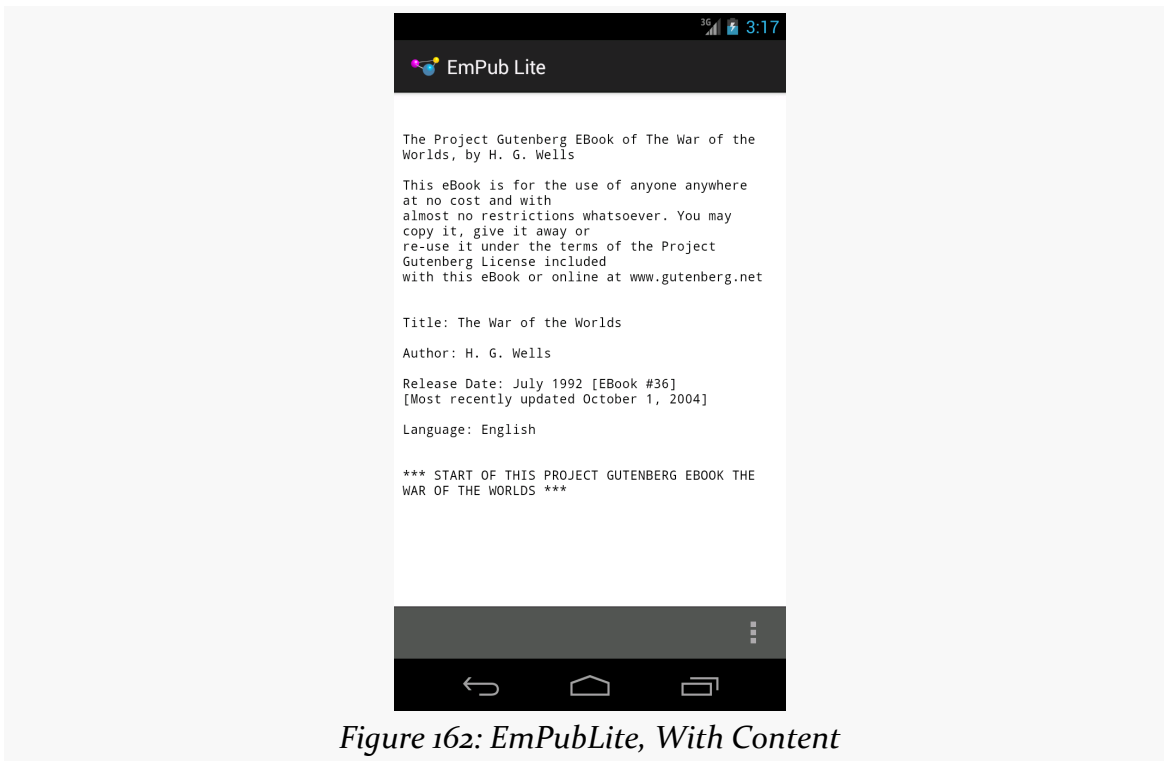 3G 3:17
EmPub Lite
The Project Gutenberg EBook of The War of the
Worlds, by H. G. Wells
This eBook is for the use of anyone anywhere
at no cost and with
almost no restrictions whatsoever. You may
copy it, give it away or
re-use it under the terms of the Project
Gutenberg License included
with this eBook or online at www.gutenberg.net
Title: The War of the Worlds
Author: H. G. Wells
Release Date: July 1992 [EBook #36]
[Most recently updated October 1, 2004]
Language: English
*** START OF THIS PROJECT GUTENBERG EBOOK THE
WAR OF THE WORLDS ***
Figure 162: EmPubLite, With Content